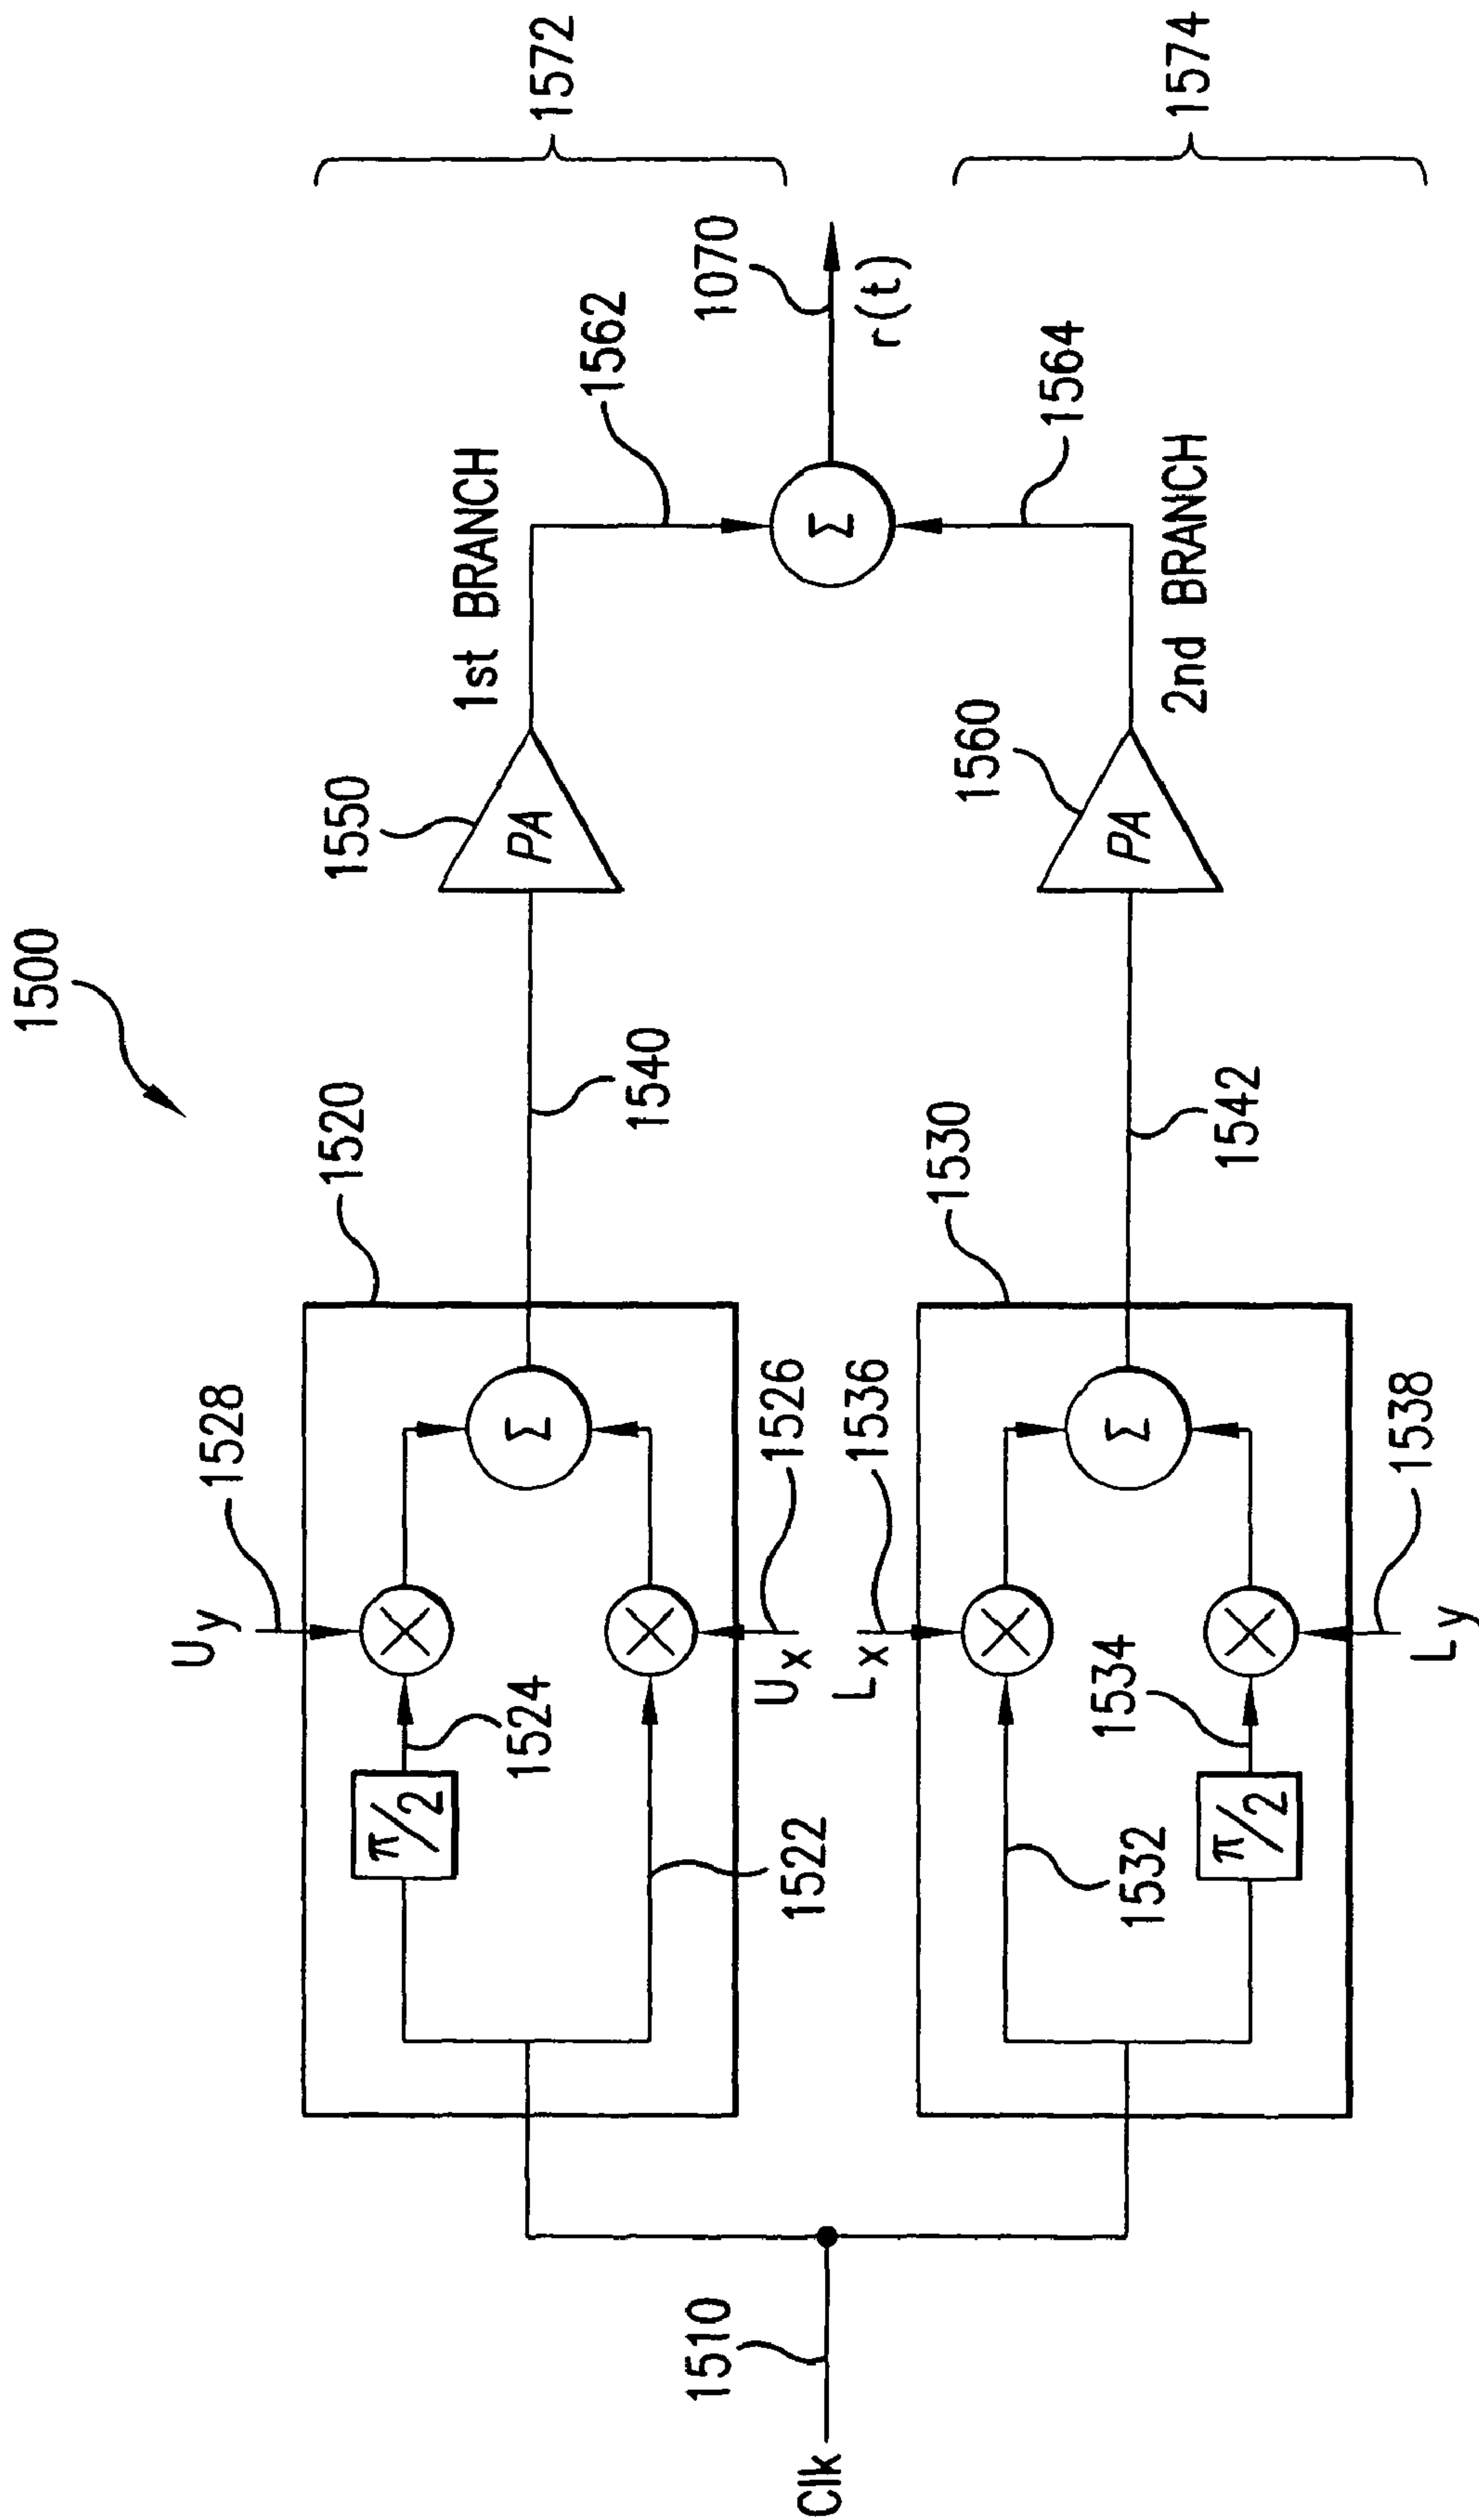 1500
1572
1574
1st BRANCH
2nd BRANCH
1550
PA
1562
1070
r(t)
1564
1560
PA
1520
1540
1530
1542
Uy
1528
Σ
π/2
1524
1522
Ux
1526
Lx
1536
Σ
1532
1534
π/2
Ly
1538
Σ
1510
Clk